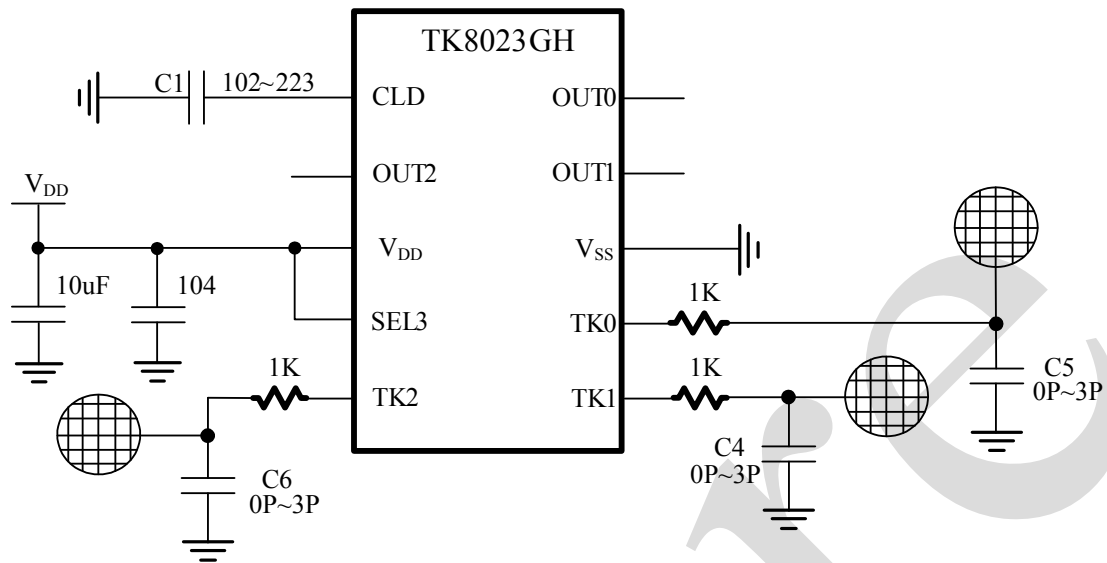 TK8023GH
C1 102~223
CLD
OUT0
OUT2
OUT1
VDD
VDD
VSS
10uF
104
SEL3
TK0
1K
1K
TK2
TK1
1K
C5
0P~3P
C4
0P~3P
C6
0P~3P